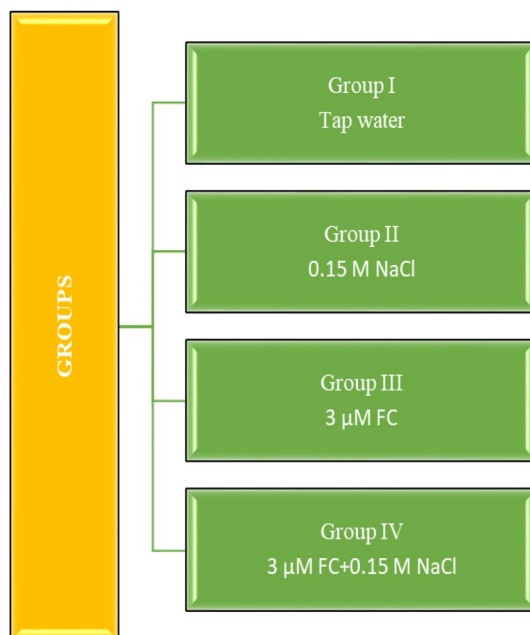 GROUPS
Group I
Tap water
Group II
0.15 M NaCl
Group III
3 µM FC
Group IV
3 µM FC+0.15 M NaCl